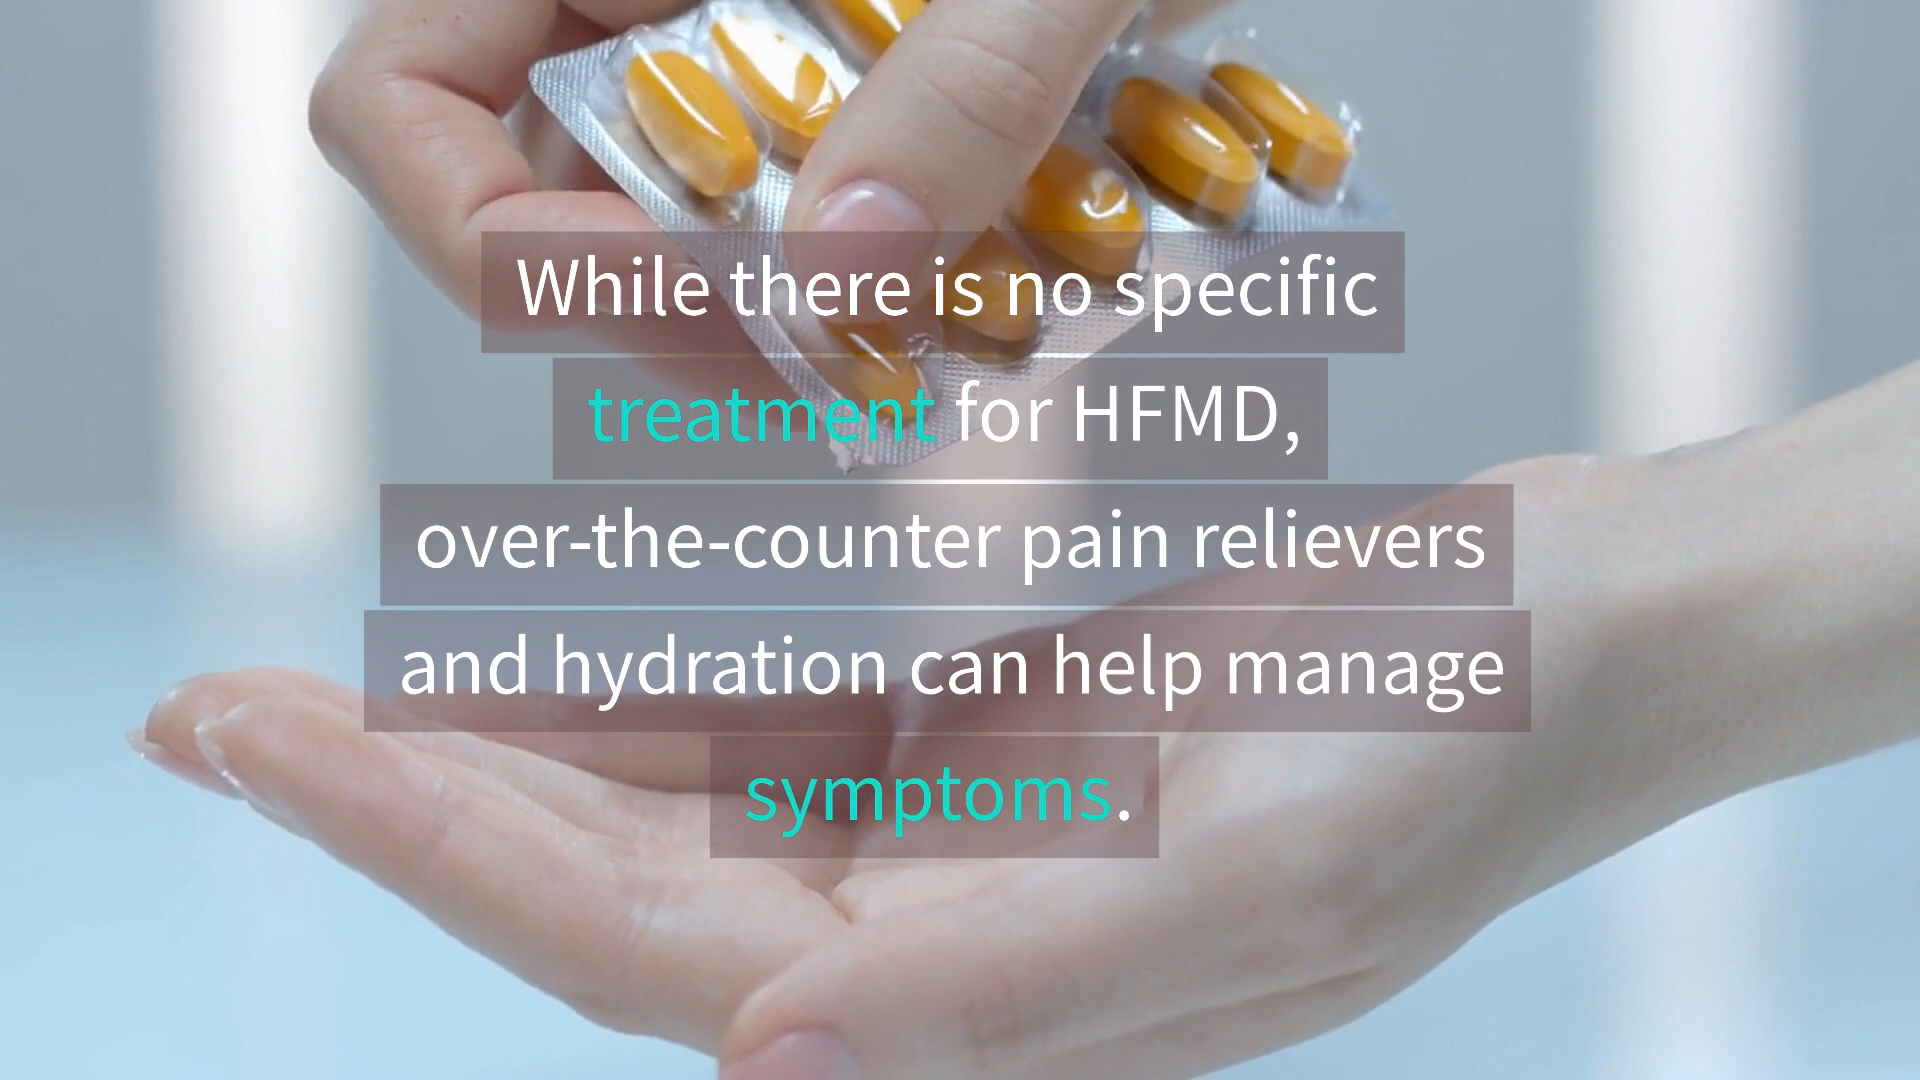 While there is no specific
treatment for HFMD,
over-the-counter pain relievers
and hydration can help manage
symptoms.